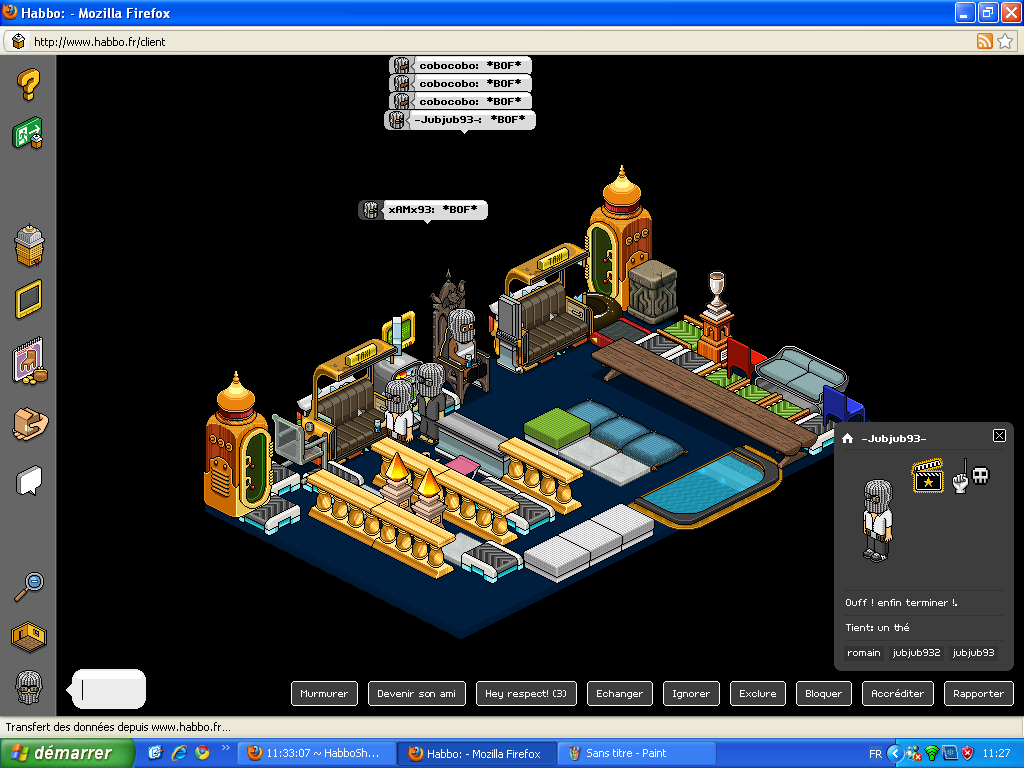 Habbo: - Mozilla Firefox
http://www.habbo.fr/client
cobocobo: *BOF*
cobocobo: *BOF*
cobocobo: *BOF*
-Jubjub93-: *BOF*
xAMx93: *BOF*
TAXI
TAXI
-Jubjub93-
Ouff ! enfin terminer !.
Tient: un thé
romain jubjub932 jubjub93
Murmurer Devenir son ami Hey respect! (3) Echanger Ignorer Exclure Bloquer Accréditer Rapporter
Transfert des données depuis www.habbo.fr...
démarrer 11:33:07 ~ HabboSh... Habbo: - Mozilla Firefox Sans titre - Paint FR 11:27